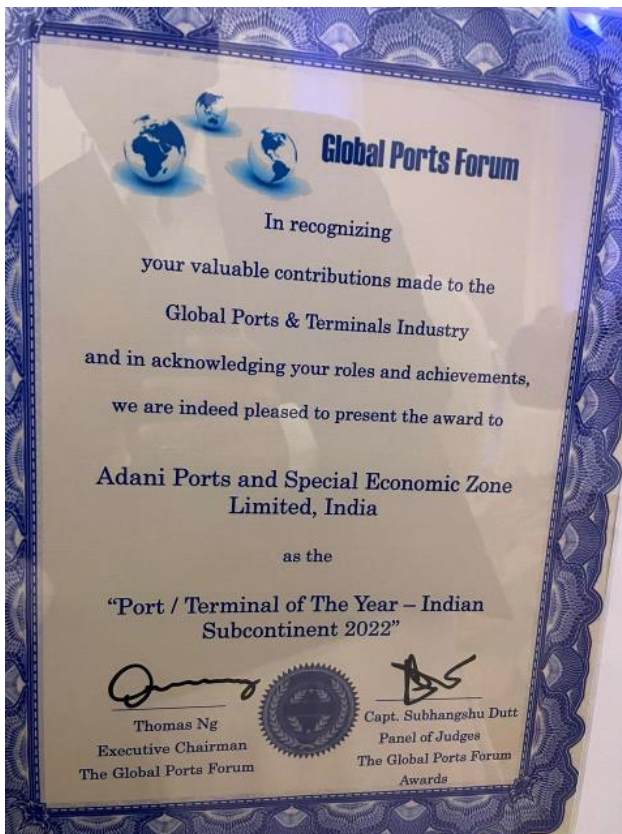 Global Ports Forum
In recognizing
your valuable contributions made to the
Global Ports & Terminals Industry
and in acknowledging your roles and achievements,
we are indeed pleased to present the award to
Adani Ports and Special Economic Zone
Limited, India
as the
“Port / Terminal of The Year – Indian
Subcontinent 2022”
Thomas Ng
Executive Chairman
The Global Ports Forum
Capt. Subhangshu Dutt
Panel of Judges
The Global Ports Forum
Awards